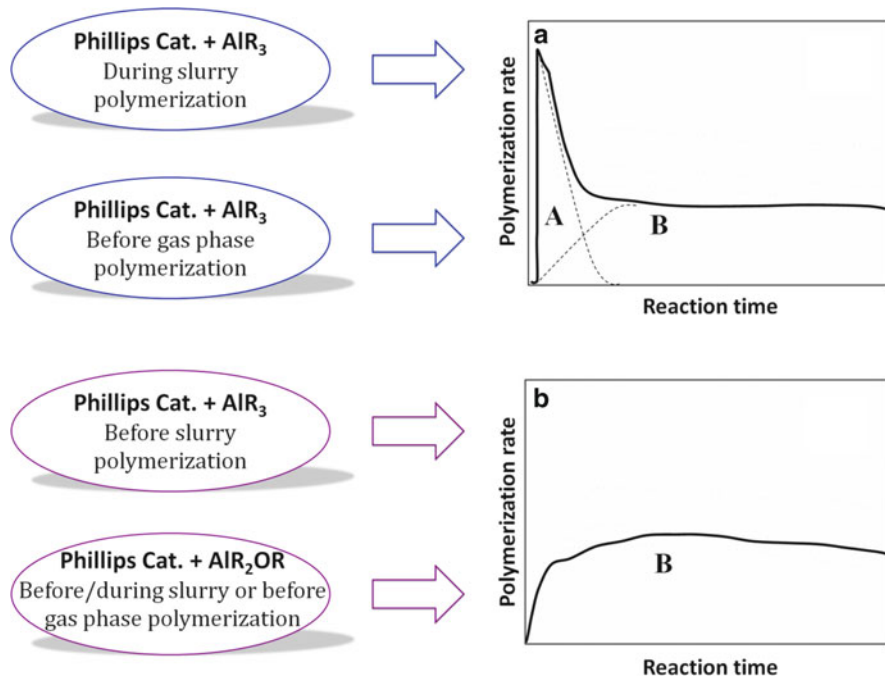 Phillips Cat. + AlR₃
During slurry
polymerization
Phillips Cat. + AlR₃
Before gas phase
polymerization
a
Polymerization rate
A
B
Reaction time
Phillips Cat. + AlR₃
Before slurry
polymerization
Phillips Cat. + AlR₂OR
Before/during slurry or before
gas phase polymerization
b
Polymerization rate
B
Reaction time